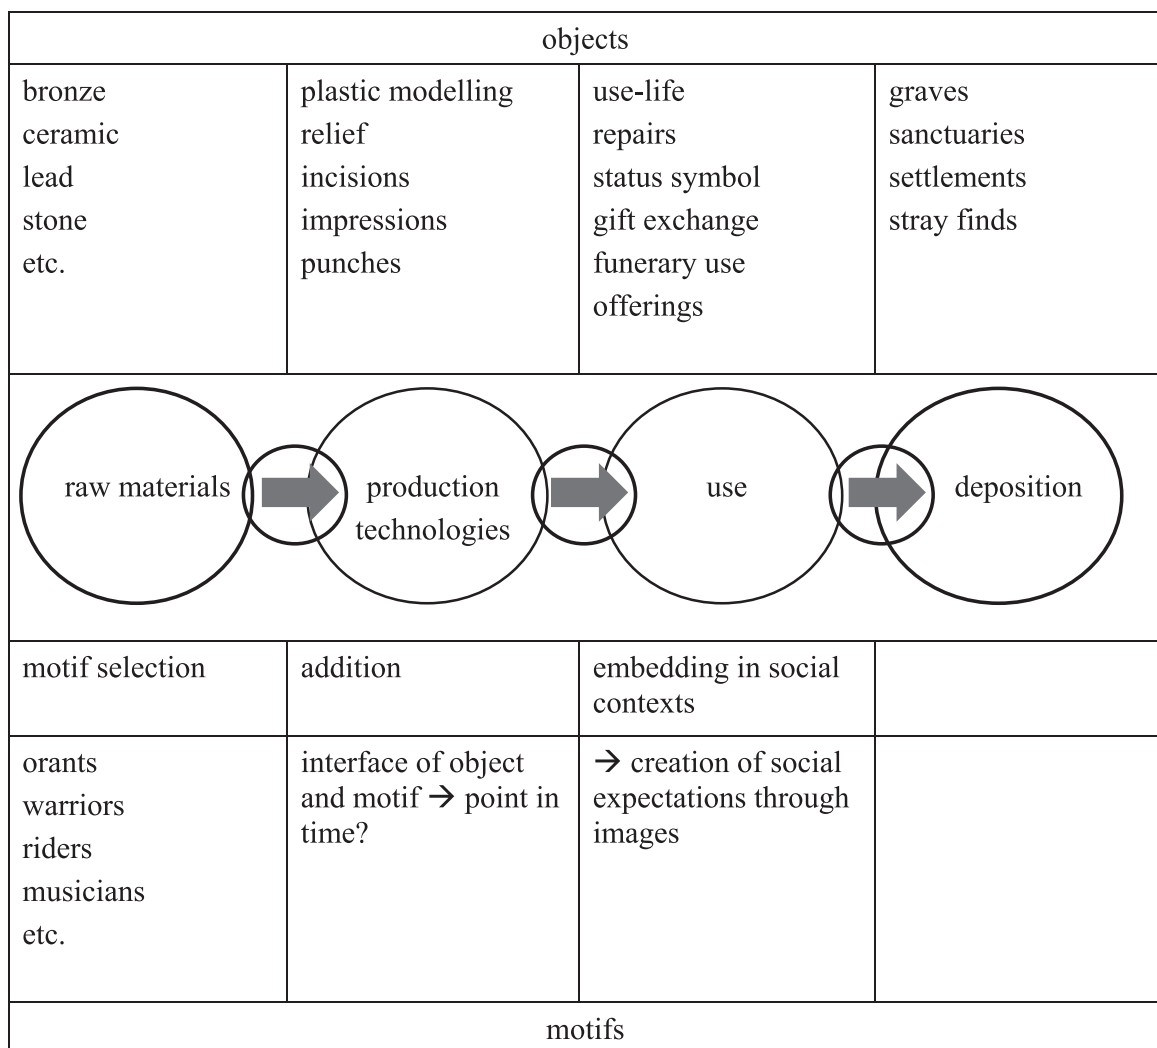 objects
bronze
ceramic
lead
stone
etc.
plastic modelling
relief
incisions
impressions
punches
use-life
repairs
status symbol
gift exchange
funerary use
offerings
graves
sanctuaries
settlements
stray finds
raw materials
production
technologies
use
deposition
motif selection
addition
embedding in social
contexts
orants
warriors
riders
musicians
etc.
interface of object
and motif → point in
time?
→ creation of social
expectations through
images
motifs